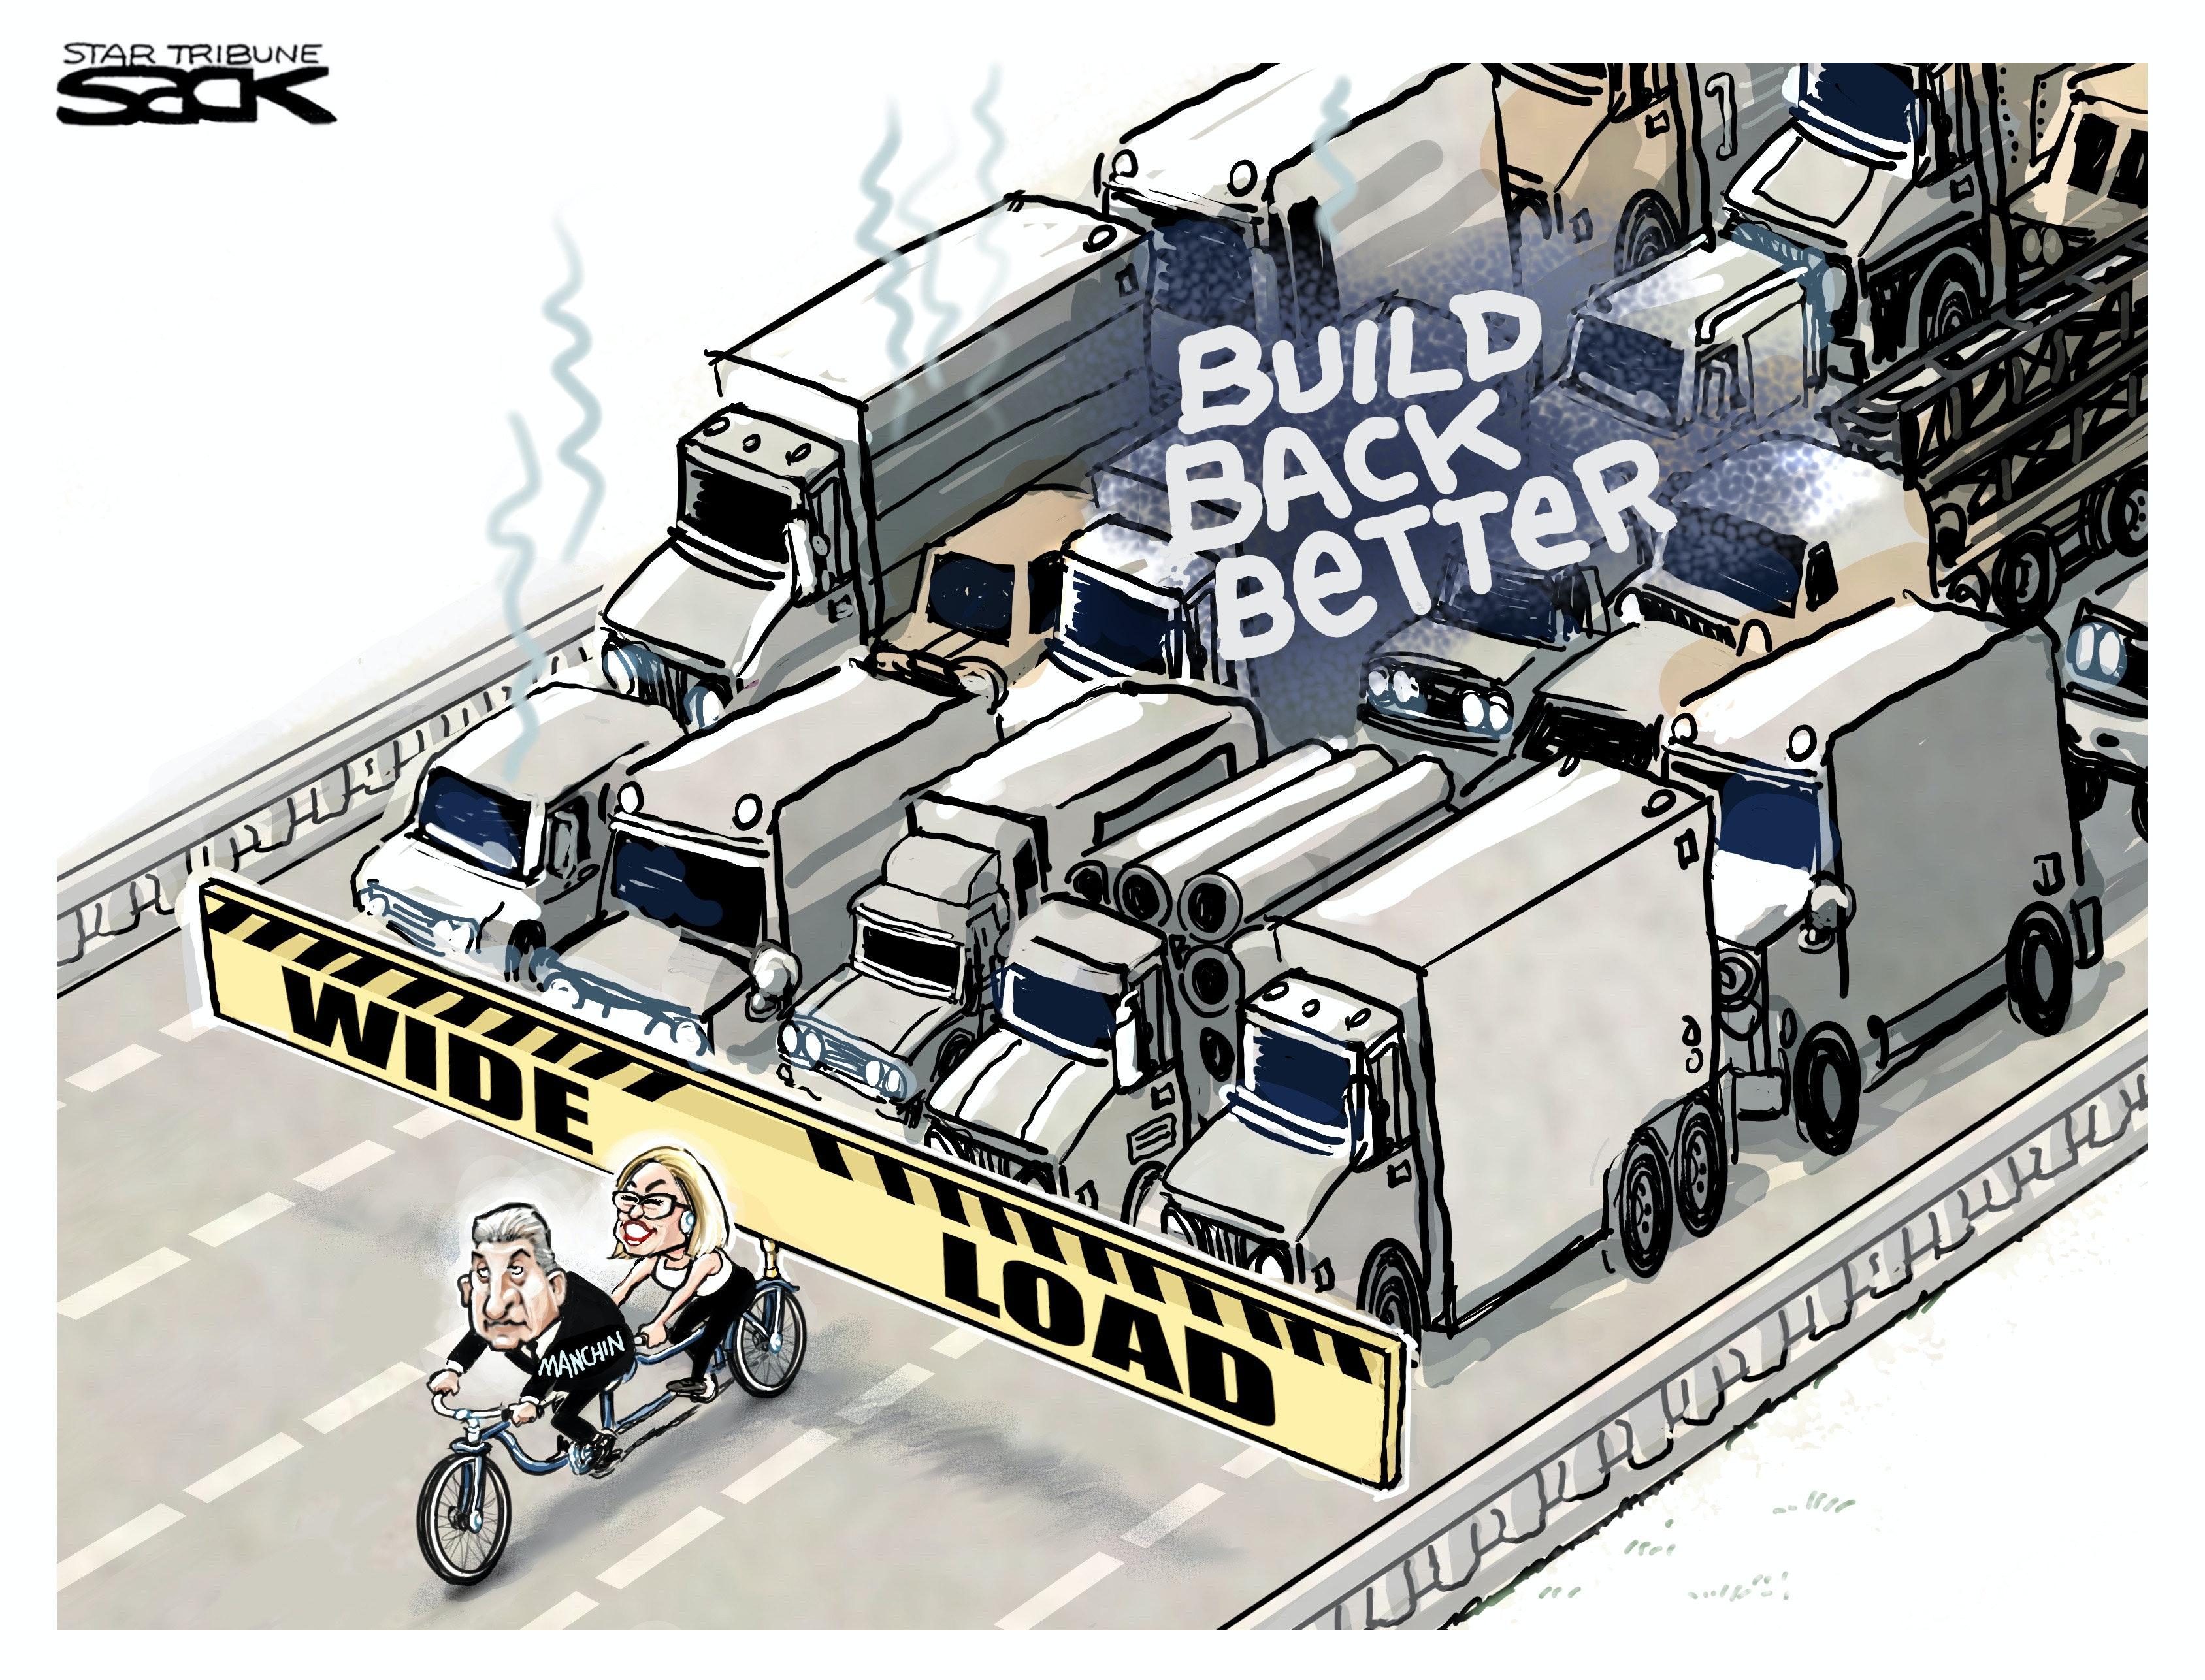 STAR TRIBUNE
SACK
BUILD
BACK
BETTER
WIDE
LOAD
MANCHIN